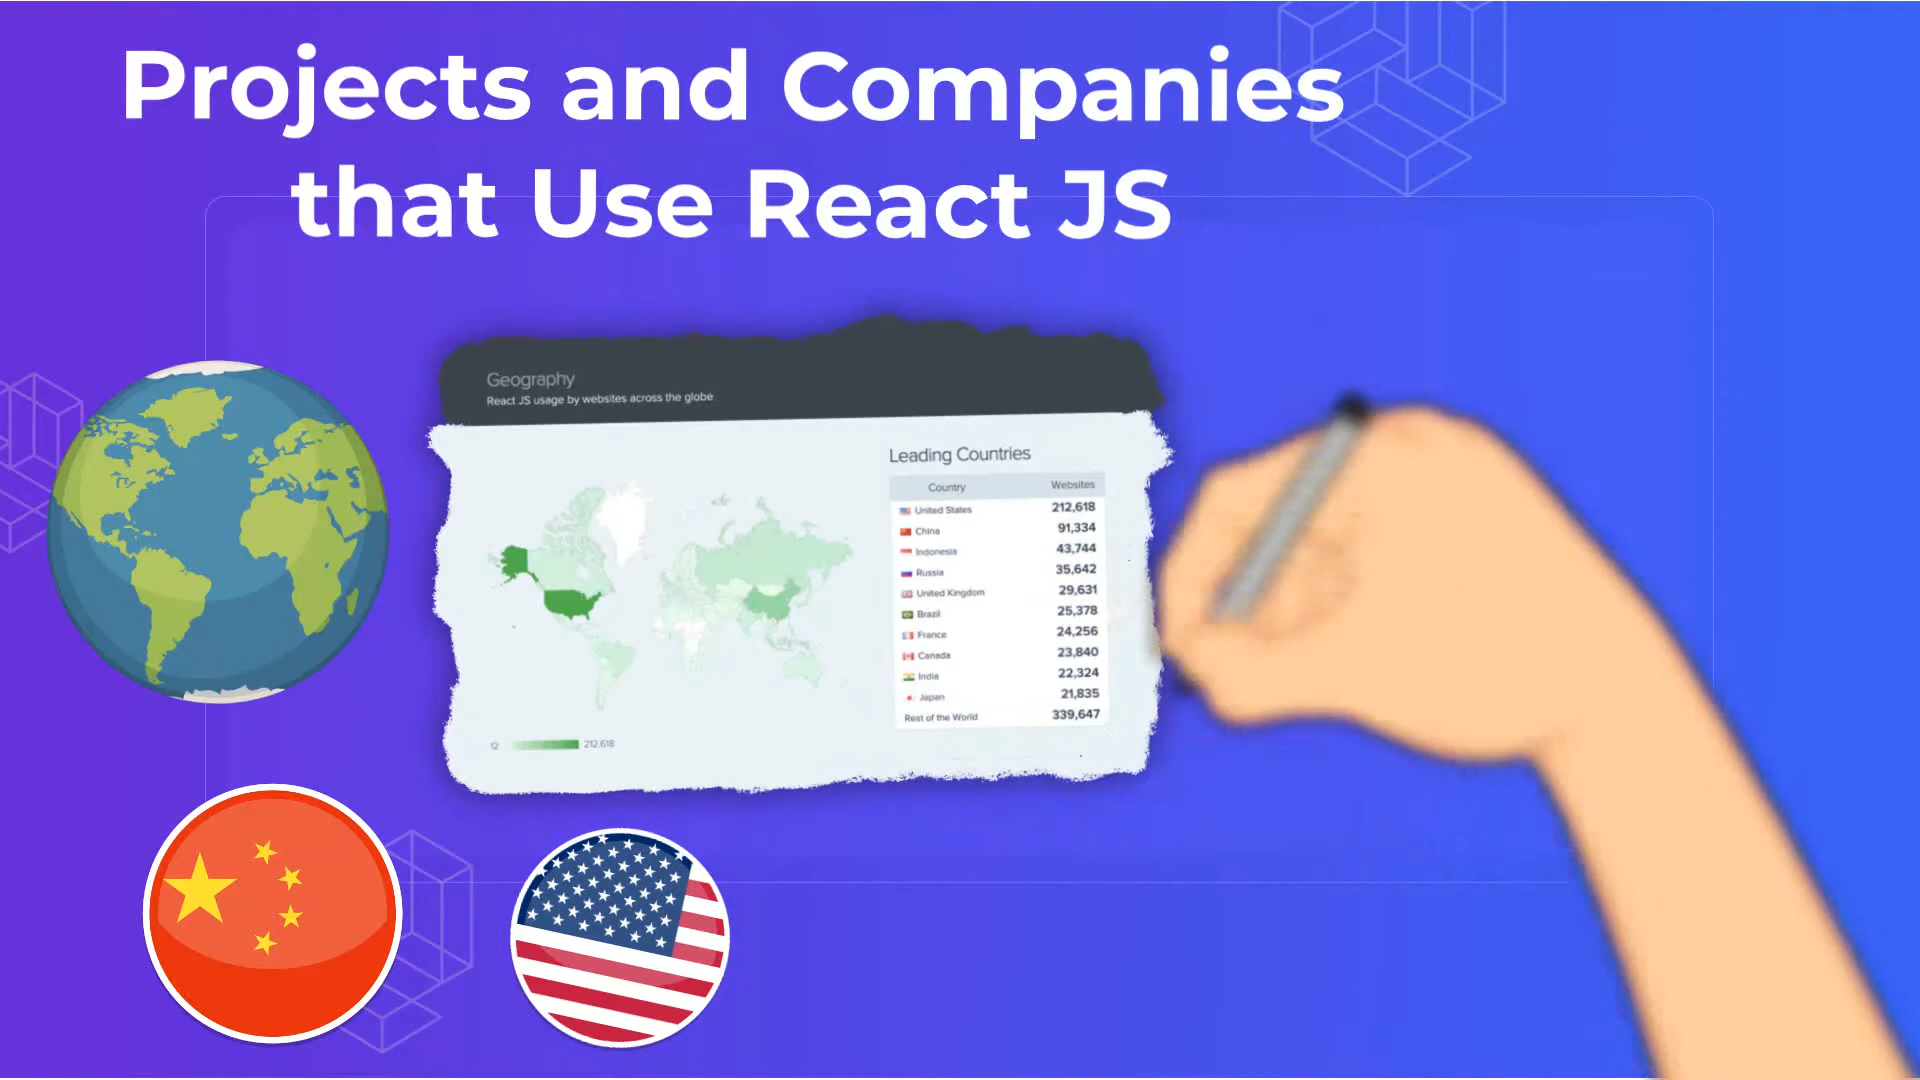 Projects and Companies
that Use React JS
Geography
React JS usage by websites across the globe
Leading Countries
Country Websites
United States 212,618
China 91,334
Indonesia 43,744
Russia 35,642
United Kingdom 29,631
Brazil 25,378
France 24,256
Canada 23,840
India 22,324
Japan 21,835
Rest of the World 339,647
12 212,618